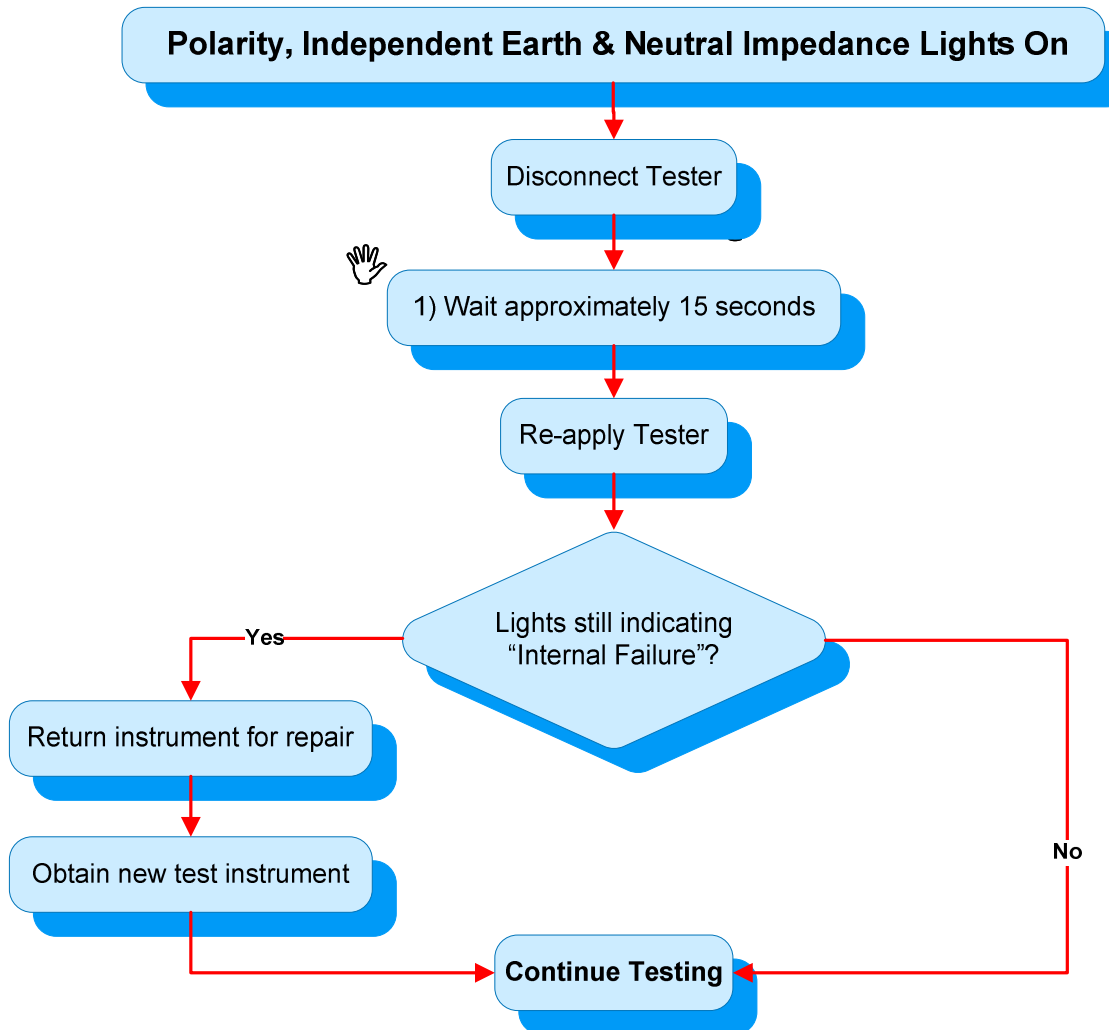 Polarity, Independent Earth & Neutral Impedance Lights On
Disconnect Tester
1) Wait approximately 15 seconds
Re-apply Tester
Lights still indicating
“Internal Failure”?
Yes
Return instrument for repair
Obtain new test instrument
No
Continue Testing